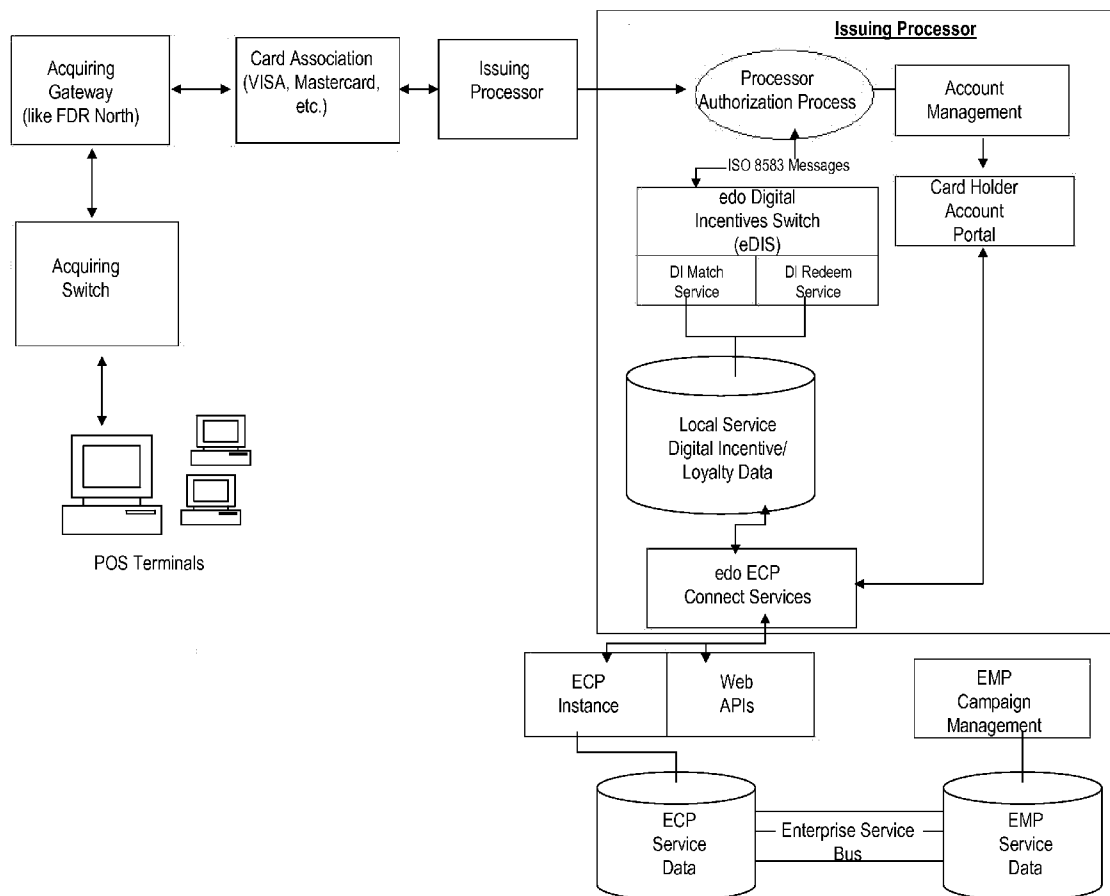 Issuing Processor
Acquiring
Gateway
(like FDR North)
Card Association
(VISA, Mastercard,
etc.)
Issuing
Processor
Processor
Authorization Process
Account
Management
ISO 8583 Messages
edo Digital
Incentives Switch
(eDIS)
DI Match
Service
DI Redeem
Service
Card Holder
Account
Portal
Acquiring
Switch
Local Service
Digital Incentive/
Loyalty Data
POS Terminals
edo ECP
Connect Services
ECP
Instance
Web
APIs
EMP
Campaign
Management
ECP
Service
Data
Enterprise Service
Bus
EMP
Service
Data